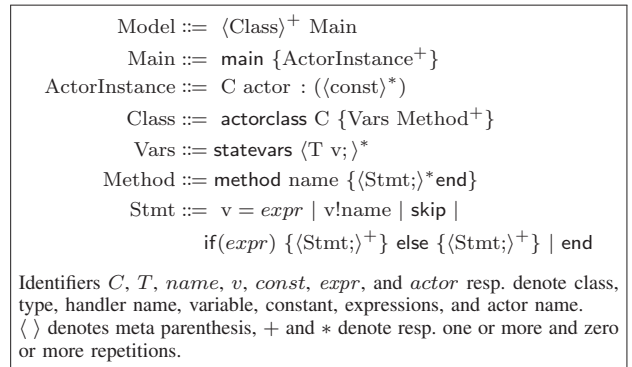 Model ::= ⟨Class⟩⁺ Main
Main ::= main {ActorInstance⁺}
ActorInstance ::= C actor : (⟨const⟩*)
Class ::= actorclass C {Vars Method⁺}
Vars ::= statevars ⟨T v; ⟩*
Method ::= method name {⟨Stmt;⟩*end}
Stmt ::= v = expr | v!name | skip |
if(expr) {⟨Stmt;⟩⁺} else {⟨Stmt;⟩⁺} | end
Identifiers C, T, name, v, const, expr, and actor resp. denote class,
type, handler name, variable, constant, expressions, and actor name.
⟨ ⟩ denotes meta parenthesis, + and * denote resp. one or more and zero
or more repetitions.